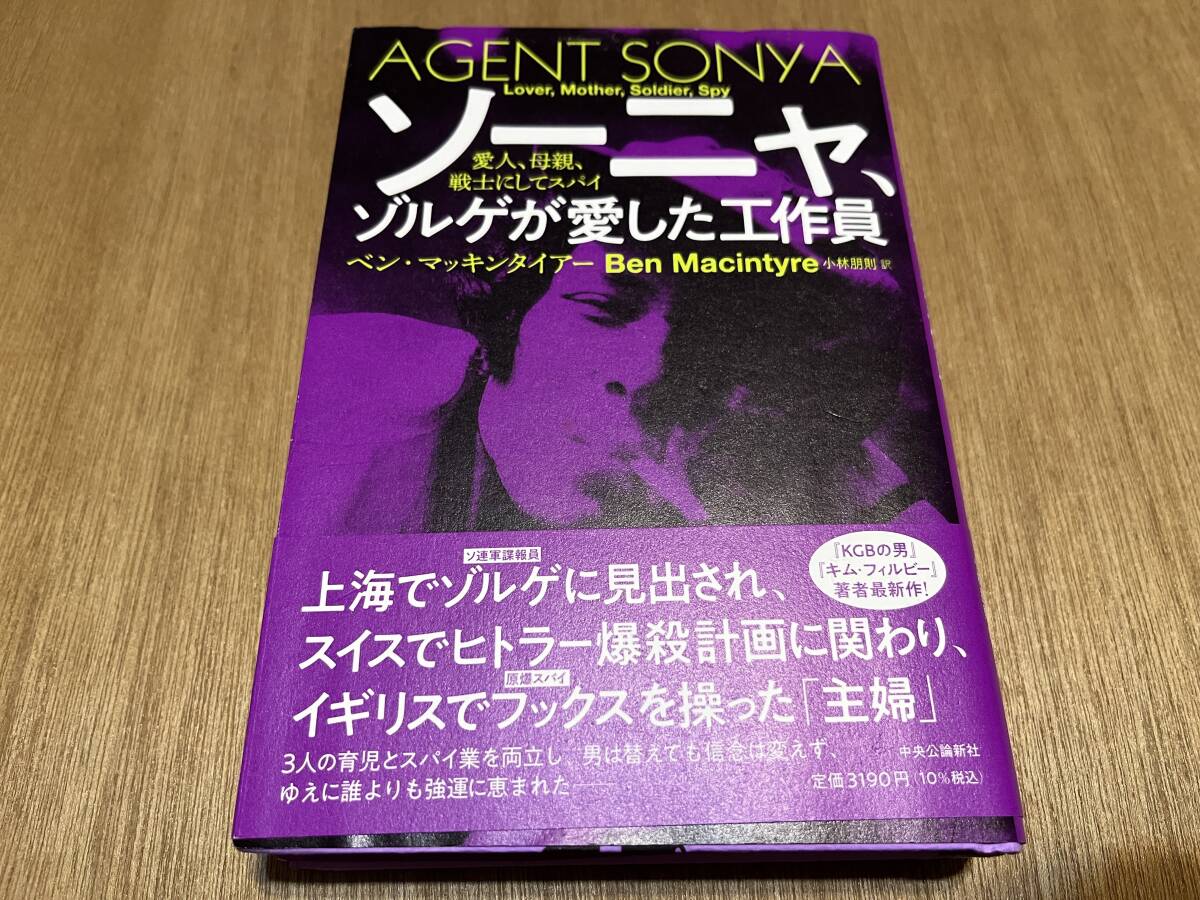 AGENT SONYA
Lover, Mother, Soldier, Spy
ソーニャ、
愛人、母親、
戦士にしてスパイ
ゾルゲが愛した工作員
ベン・マッキンタイアー Ben Macintyre 小林朋則 訳
『KGBの男』
『キム・フィルビー』
著者最新作!
ソ連軍諜報員
上海でゾルゲに見出され、
スイスでヒトラー爆殺計画に関わり、
原爆スパイ
イギリスでフックスを操った「主婦」
3人の育児とスパイ業を両立し 男は替えても信念は変えず、
ゆえに誰よりも強運に恵まれた——
中央公論新社
定価3190円(10%税込)